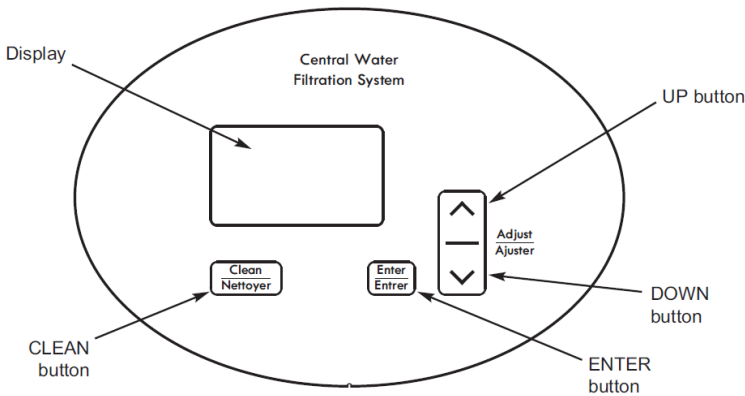 Display
Central Water
Filtration System
UP button
Adjust
Ajuster
Clean
Nettoyer
Enter
Entrer
DOWN
button
CLEAN
button
ENTER
button